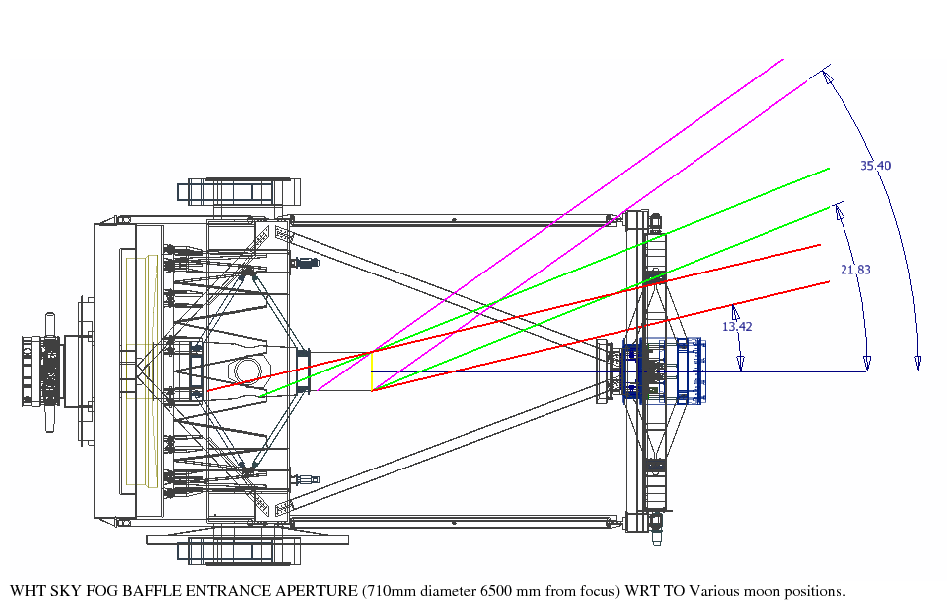 35.40
21.83
13.42
WHT SKY FOG BAFFLE ENTRANCE APERTURE (710mm diameter 6500 mm from focus) WRT TO Various moon positions.